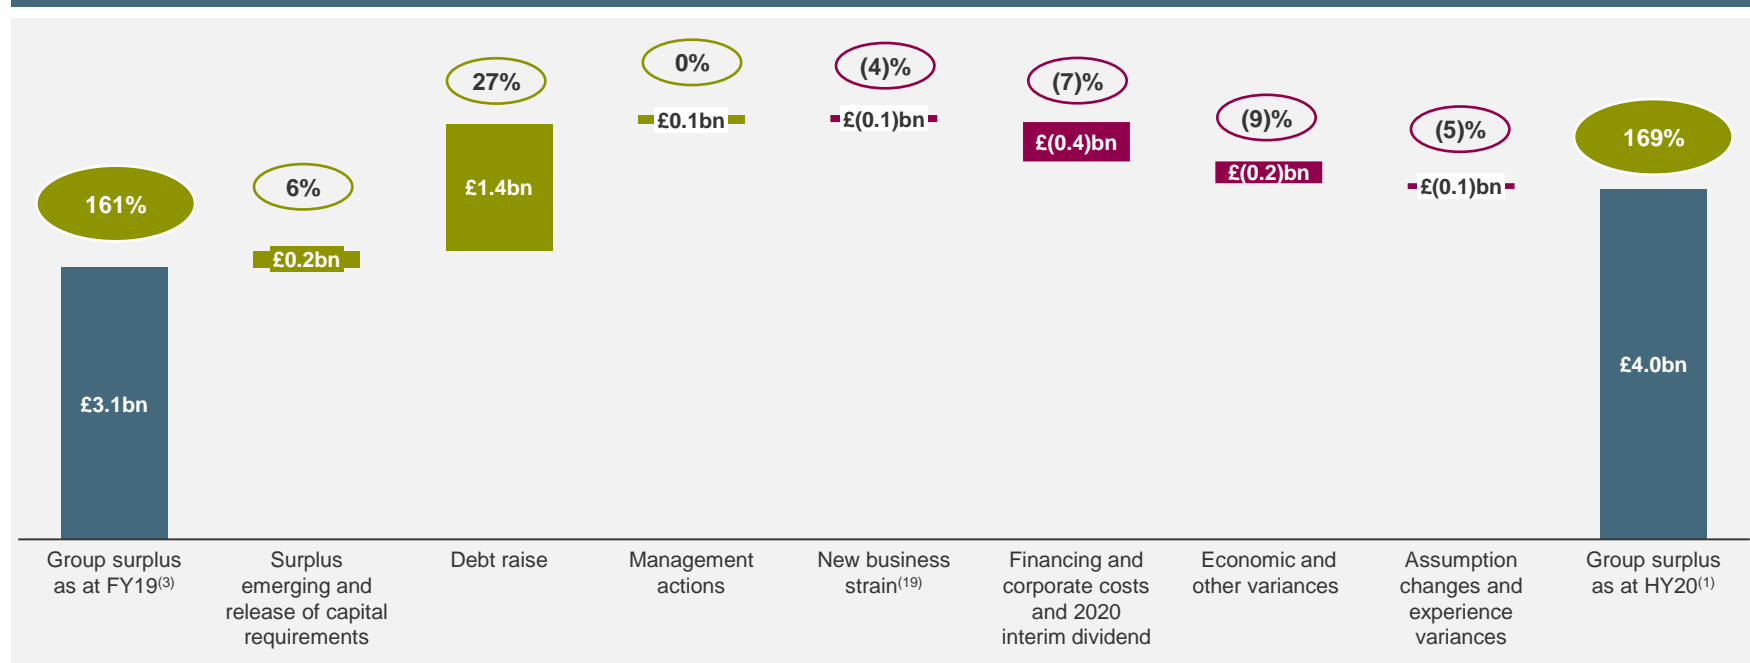 161%
£3.1bn
Group surplus
as at FY19(3)
6%
£0.2bn
Surplus
emerging and
release of capital
requirements
27%
£1.4bn
Debt raise
0%
£0.1bn
Management
actions
(4)%
£(0.1)bn
New business
strain(19)
(7)%
£(0.4)bn
Financing and
corporate costs
and 2020
interim dividend
(9)%
£(0.2)bn
Economic and
other variances
(5)%
£(0.1)bn
Assumption
changes and
experience
variances
169%
£4.0bn
Group surplus
as at HY20(1)